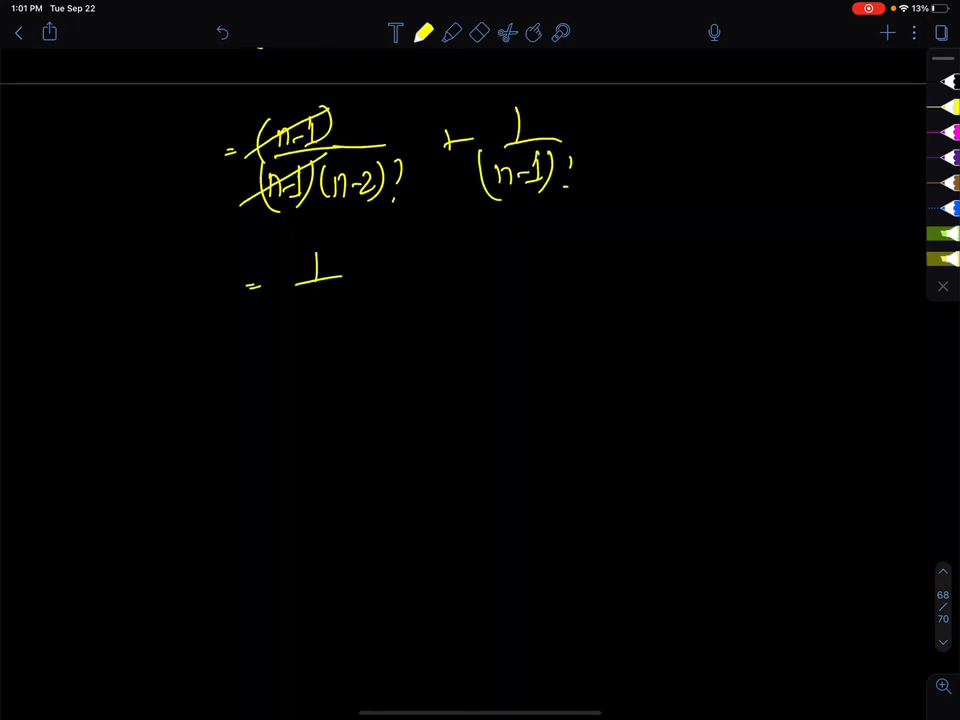 1:01 PM Tue Sep 22
13%
T
= (n-1) / (n-1)(n-2)! + 1 / (n-1)!
= 1
68
/
70